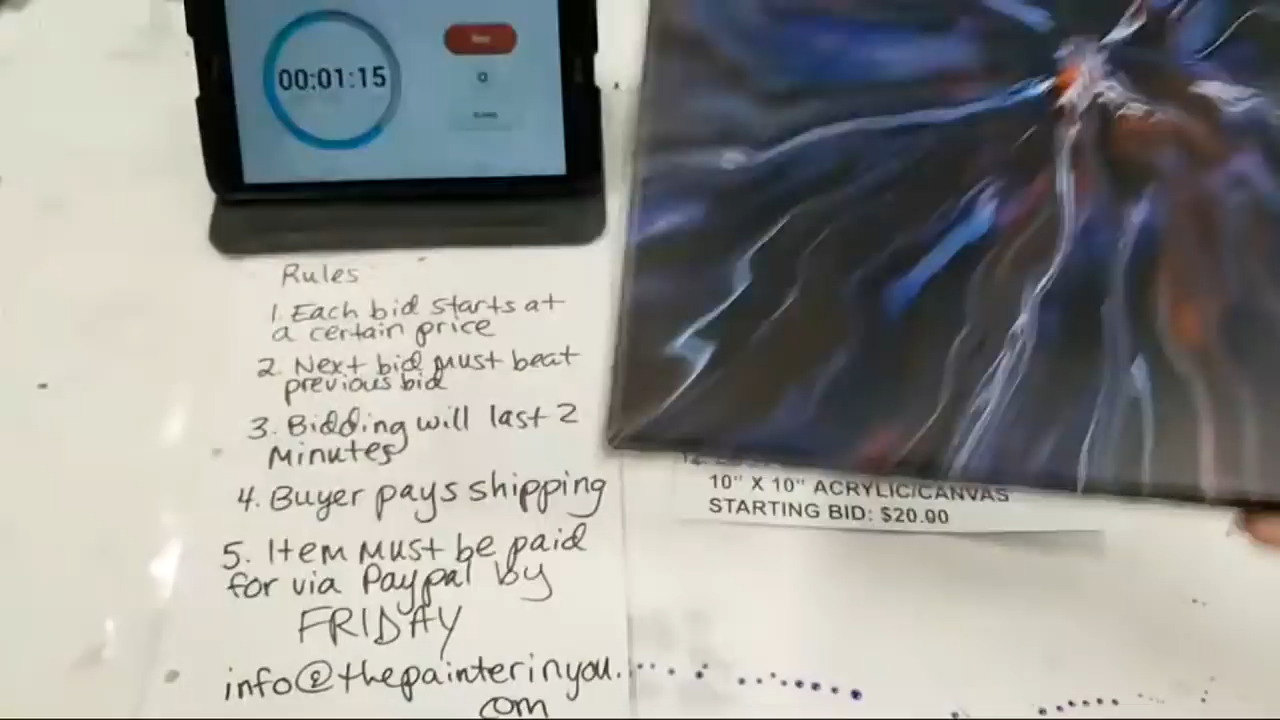 00:01:15
Rules
1. Each bid starts at
a certain price
2. Next bid must beat
previous bid
3. Bidding will last 2
Minutes
4. Buyer pays shipping
5. Item must be paid
for via Paypal by
FRIDAY
info@thepainterinyou.
com
10" X 10" ACRYLIC/CANVAS
STARTING BID: $20.00